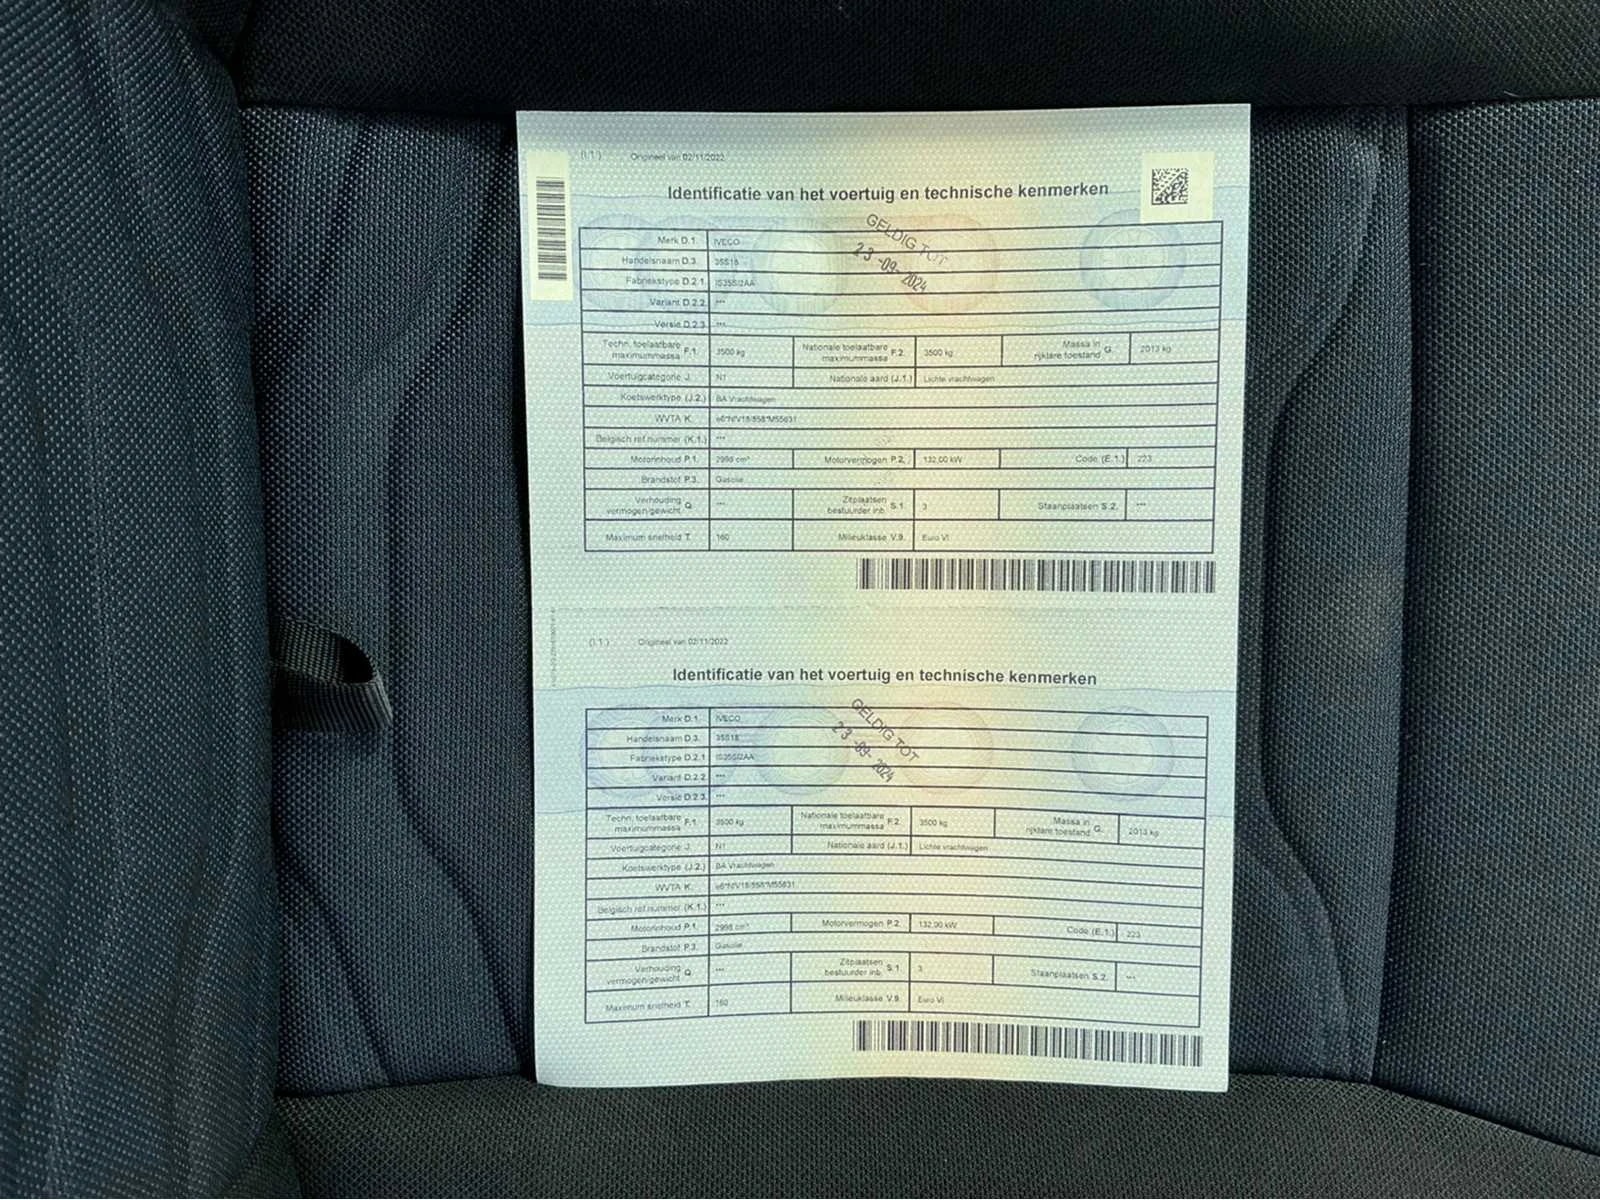 (I.1.) Origineel van 02/11/2022
Identificatie van het voertuig en technische kenmerken
GELDIG TOT
23-09-2024
Merk D.1. IVECO
Handelsnaam D.3. 35S18
Fabriekstype D.2.1. IS35SI2AA
Variant D.2.2. ***
Versie D.2.3. ***
Techn. toelaatbare maximummassa F.1. 3500 kg Nationale toelaatbare maximummassa F.2. 3500 kg Massa in rijklare toestand G. 2013 kg
Voertuigcategorie J. N1 Nationale aard (J.1.) Lichte vrachtwagen
Koetswerktype (J.2.) BA Vrachtwagen
WVTA K.
Belgisch ref.nummer (K.1.) ***
Motorinhoud P.1. 2998 cm³ Motorvermogen P.2. 132,00 kW Code (E.1.) 223
Brandstof P.3. Gasolie
Verhouding vermogen/gewicht Q. *** Zitplaatsen bestuurder inb. S.1. 3 Staanplaatsen S.2. ***
Maximum snelheid T. 160 Milieuklasse V.9. Euro VI
(I.1.) Origineel van 02/11/2022
Identificatie van het voertuig en technische kenmerken
GELDIG TOT
23-09-2024
Merk D.1. IVECO
Handelsnaam D.3. 35S18
Fabriekstype D.2.1. IS35SI2AA
Variant D.2.2. ***
Versie D.2.3. ***
Techn. toelaatbare maximummassa F.1. 3500 kg Nationale toelaatbare maximummassa F.2. 3500 kg Massa in rijklare toestand G. 2013 kg
Voertuigcategorie J. N1 Nationale aard (J.1.) Lichte vrachtwagen
Koetswerktype (J.2.) BA Vrachtwagen
WVTA K.
Belgisch ref.nummer (K.1.) ***
Motorinhoud P.1. 2998 cm³ Motorvermogen P.2. 132,00 kW Code (E.1.) 223
Brandstof P.3. Gasolie
Verhouding vermogen/gewicht Q. *** Zitplaatsen bestuurder inb. S.1. 3 Staanplaatsen S.2. ***
Maximum snelheid T. 160 Milieuklasse V.9. Euro VI